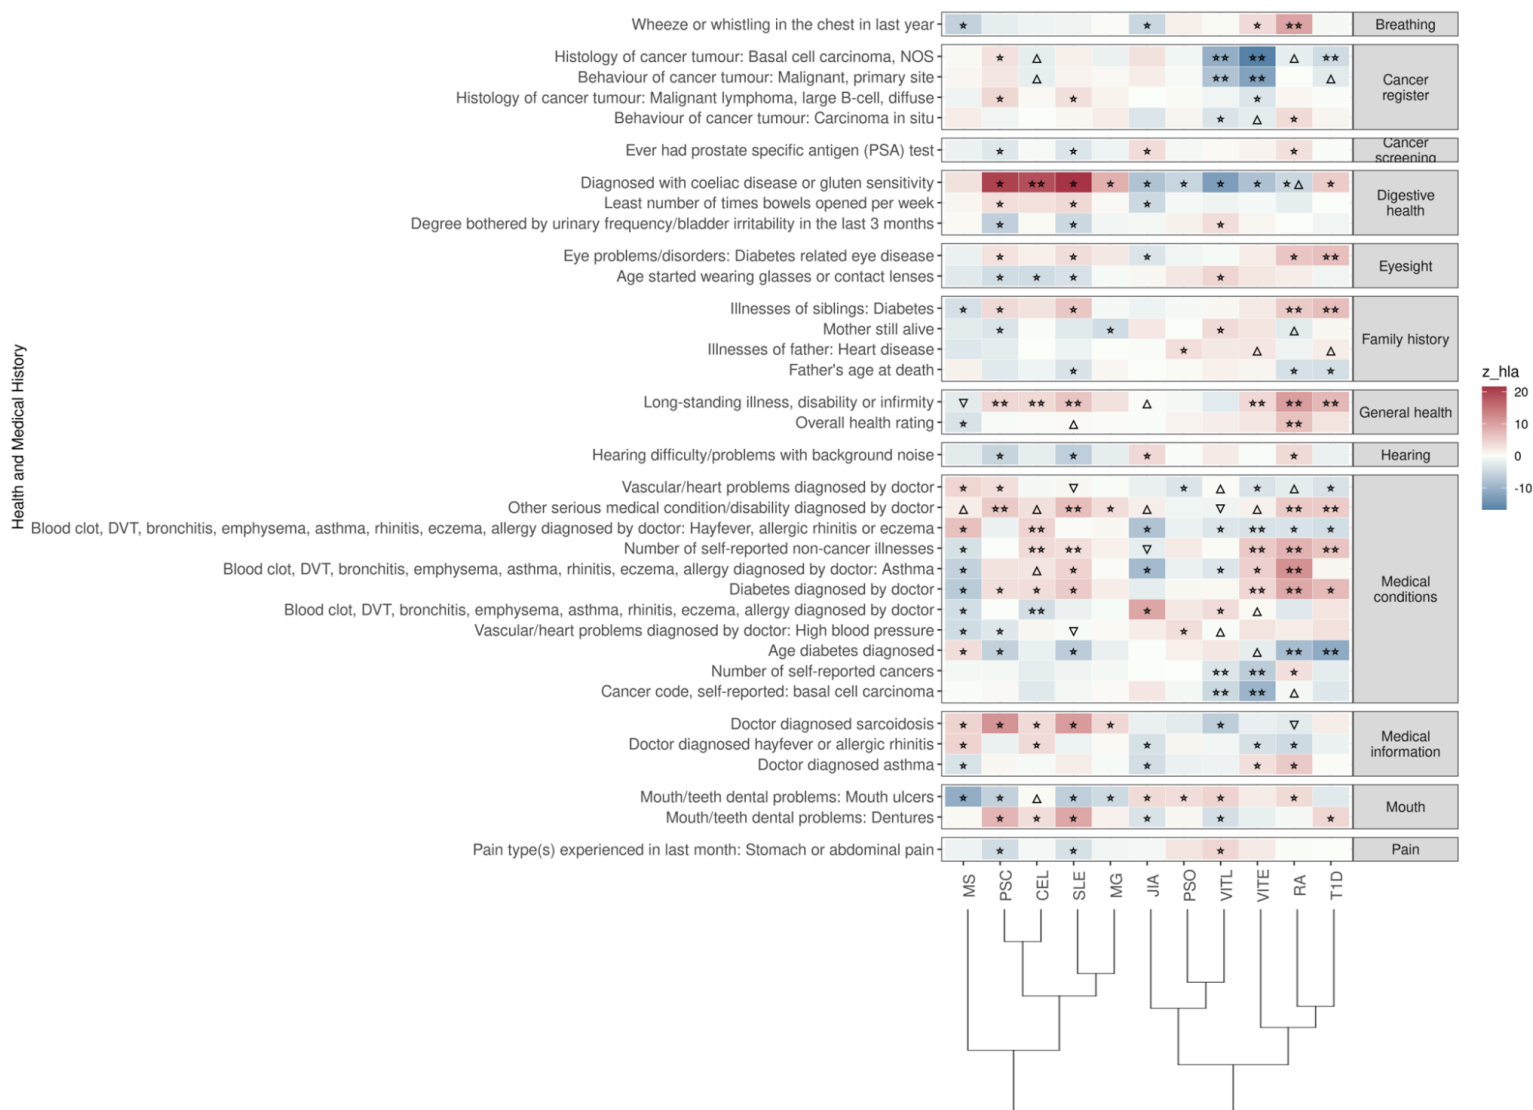 Wheeze or whistling in the chest in last year
Breathing
Histology of cancer tumour: Basal cell carcinoma, NOS
Behaviour of cancer tumour: Malignant, primary site
Histology of cancer tumour: Malignant lymphoma, large B-cell, diffuse
Behaviour of cancer tumour: Carcinoma in situ
Cancer
register
Ever had prostate specific antigen (PSA) test
Cancer
screening
Diagnosed with coeliac disease or gluten sensitivity
Least number of times bowels opened per week
Degree bothered by urinary frequency/bladder irritability in the last 3 months
Digestive
health
Eye problems/disorders: Diabetes related eye disease
Age started wearing glasses or contact lenses
Eyesight
Illnesses of siblings: Diabetes
Mother still alive
Illnesses of father: Heart disease
Father's age at death
Family history
Long-standing illness, disability or infirmity
Overall health rating
General health
Hearing difficulty/problems with background noise
Hearing
Vascular/heart problems diagnosed by doctor
Other serious medical condition/disability diagnosed by doctor
Blood clot, DVT, bronchitis, emphysema, asthma, rhinitis, eczema, allergy diagnosed by doctor: Hayfever, allergic rhinitis or eczema
Number of self-reported non-cancer illnesses
Blood clot, DVT, bronchitis, emphysema, asthma, rhinitis, eczema, allergy diagnosed by doctor: Asthma
Diabetes diagnosed by doctor
Blood clot, DVT, bronchitis, emphysema, asthma, rhinitis, eczema, allergy diagnosed by doctor
Vascular/heart problems diagnosed by doctor: High blood pressure
Age diabetes diagnosed
Number of self-reported cancers
Cancer code, self-reported: basal cell carcinoma
Medical
conditions
Doctor diagnosed sarcoidosis
Doctor diagnosed hayfever or allergic rhinitis
Doctor diagnosed asthma
Medical
information
Mouth/teeth dental problems: Mouth ulcers
Mouth/teeth dental problems: Dentures
Mouth
Pain type(s) experienced in last month: Stomach or abdominal pain
Pain
Health and Medical History
MS
PSC
CEL
SLE
MG
JIA
PSO
VITL
VITE
RA
T1D
z_hla
20
10
0
-10